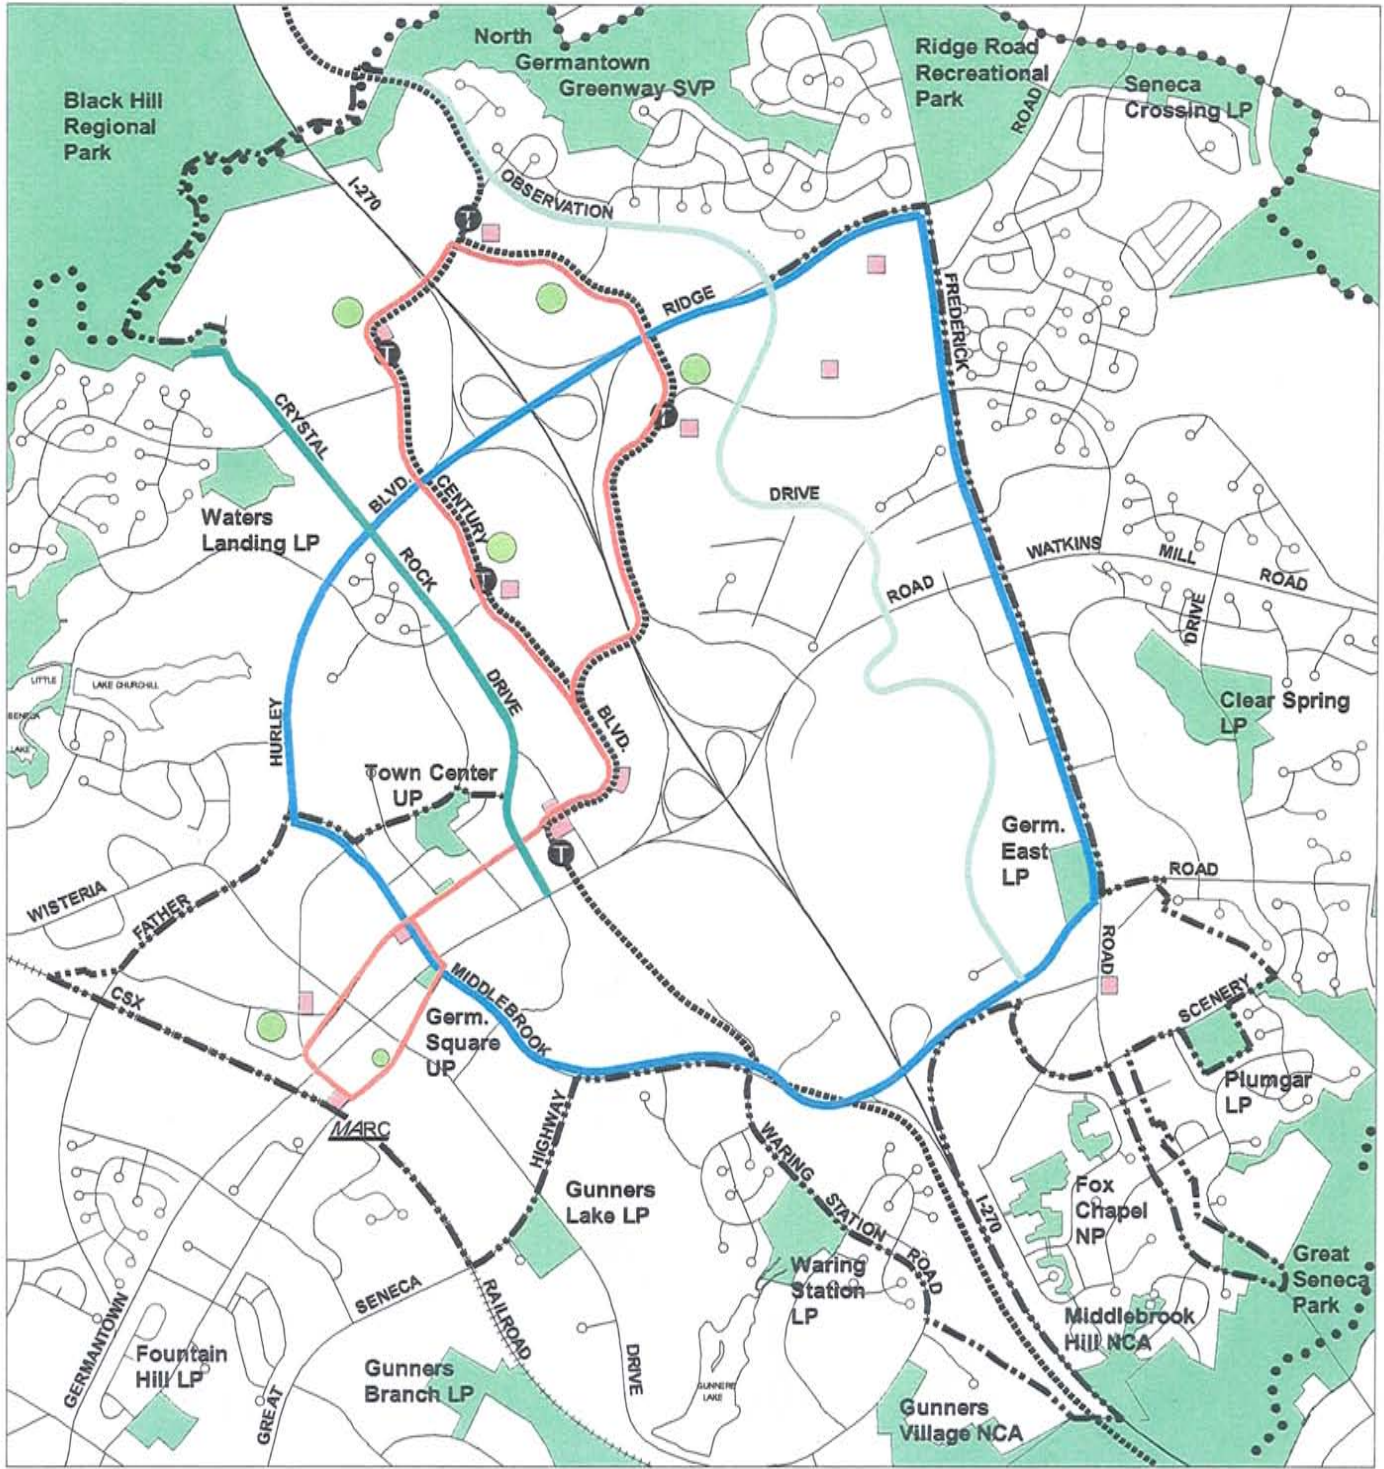 North
Germantown
Greenway SVP
Ridge Road
Recreational
Park
Seneca
Crossing LP
ROAD
Black Hill
Regional
Park
I-270
OBSERVATION
RIDGE
FREDERICK
CRYSTAL
BLVD.
CENTURY
DRIVE
Waters
Landing LP
ROCK
WATKINS
MILL
ROAD
ROAD
DRIVE
LITTLE
SENECA
LAKE
LAKE CHURCHILL
DRIVE
BLVD.
HURLEY
Clear Spring
LP
Town Center
UP
Germ.
East
LP
ROAD
WISTERIA
FATHER
ROAD
CSX
MIDDLEBROOK
SCENERY
Germ.
Square
UP
Plumgar
LP
MARC
HIGHWAY
WARING
STATION
ROAD
I-270
Gunners
Lake LP
Fox
Chapel
NP
Waring
Station
LP
Great
Seneca
Park
SENECA
RAILROAD
Middlebrook
Hill NCA
GERMANTOWN
Fountain
Hill LP
GREAT
Gunners
Branch LP
DRIVE
GUNNERS
LAKE
Gunners
Village NCA
T
T
T
T
T